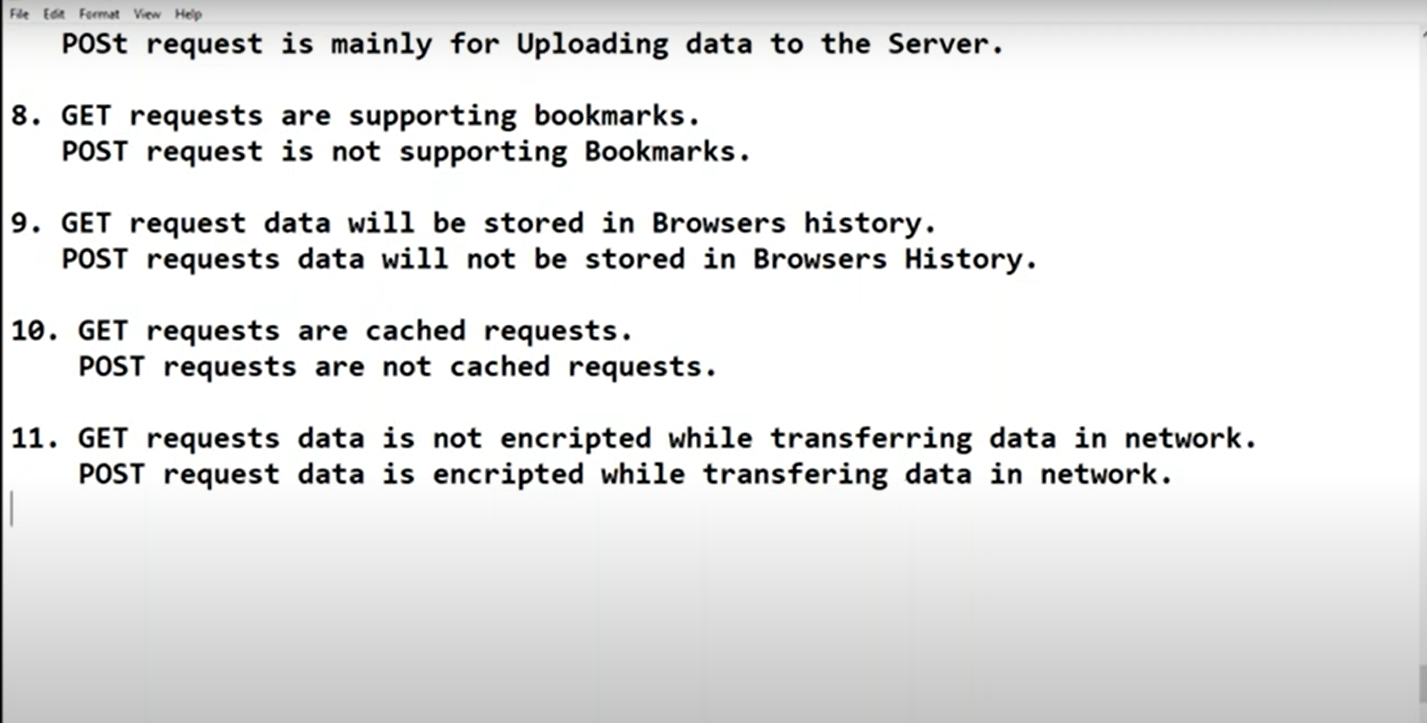 File Edit Format View Help
POSt request is mainly for Uploading data to the Server.
8. GET requests are supporting bookmarks.
POST request is not supporting Bookmarks.
9. GET request data will be stored in Browsers history.
POST requests data will not be stored in Browsers History.
10. GET requests are cached requests.
POST requests are not cached requests.
11. GET requests data is not encripted while transferring data in network.
POST request data is encripted while transfering data in network.